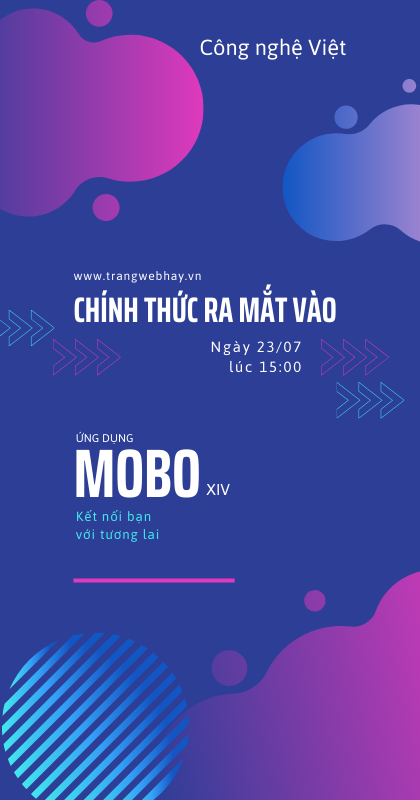 Công nghệ Việt
www.trangwebhay.vn
CHÍNH THỨC RA MẮT VÀO
Ngày 23/07
lúc 15:00
ỨNG DỤNG
MOBO XIV
Kết nối bạn
với tương lai